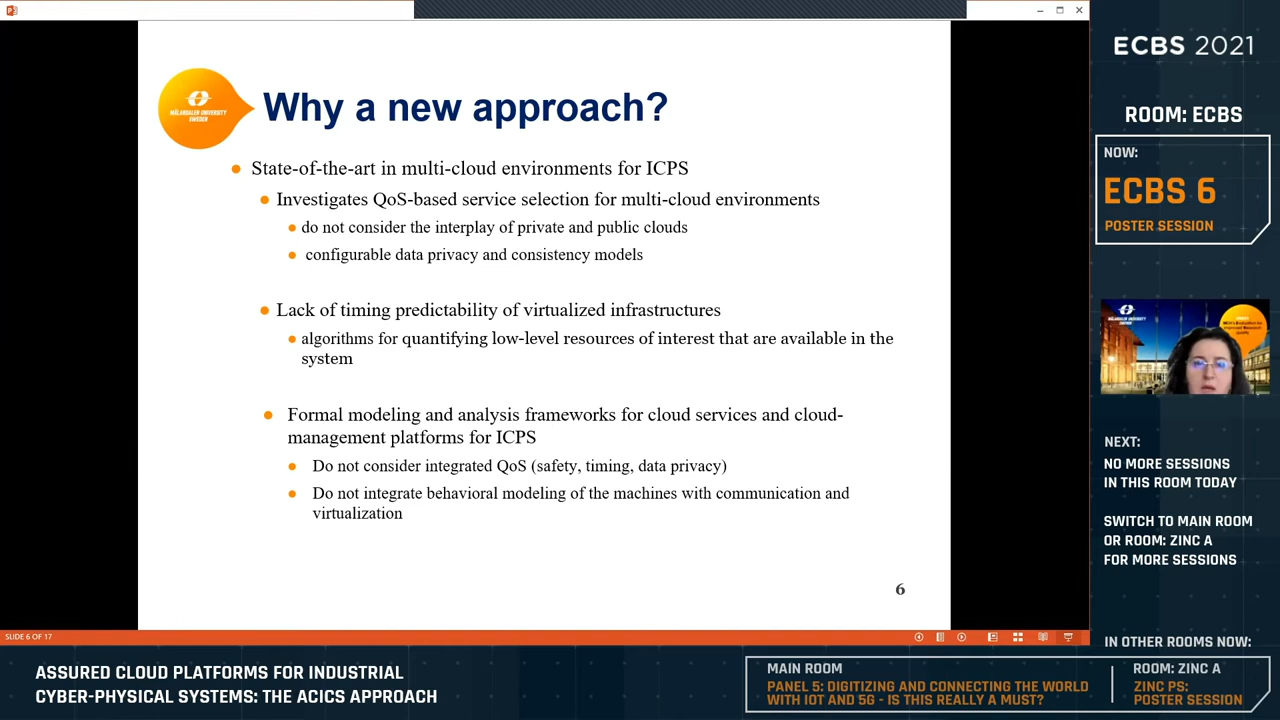 Why a new approach?
MÄLARDALEN UNIVERSITY
SWEDEN
State-of-the-art in multi-cloud environments for ICPS
Investigates QoS-based service selection for multi-cloud environments
do not consider the interplay of private and public clouds
configurable data privacy and consistency models
Lack of timing predictability of virtualized infrastructures
algorithms for quantifying low-level resources of interest that are available in the
system
Formal modeling and analysis frameworks for cloud services and cloud-
management platforms for ICPS
Do not consider integrated QoS (safety, timing, data privacy)
Do not integrate behavioral modeling of the machines with communication and
virtualization
6
SLIDE 6 OF 17
ECBS 2021
ROOM: ECBS
NOW:
ECBS 6
POSTER SESSION
NEXT:
NO MORE SESSIONS
IN THIS ROOM TODAY
SWITCH TO MAIN ROOM
OR ROOM: ZINC A
FOR MORE SESSIONS
IN OTHER ROOMS NOW:
ASSURED CLOUD PLATFORMS FOR INDUSTRIAL
CYBER-PHYSICAL SYSTEMS: THE ACICS APPROACH
MAIN ROOM
PANEL 5: DIGITIZING AND CONNECTING THE WORLD
WITH IOT AND 5G - IS THIS REALLY A MUST?
ROOM: ZINC A
ZINC PS:
POSTER SESSION